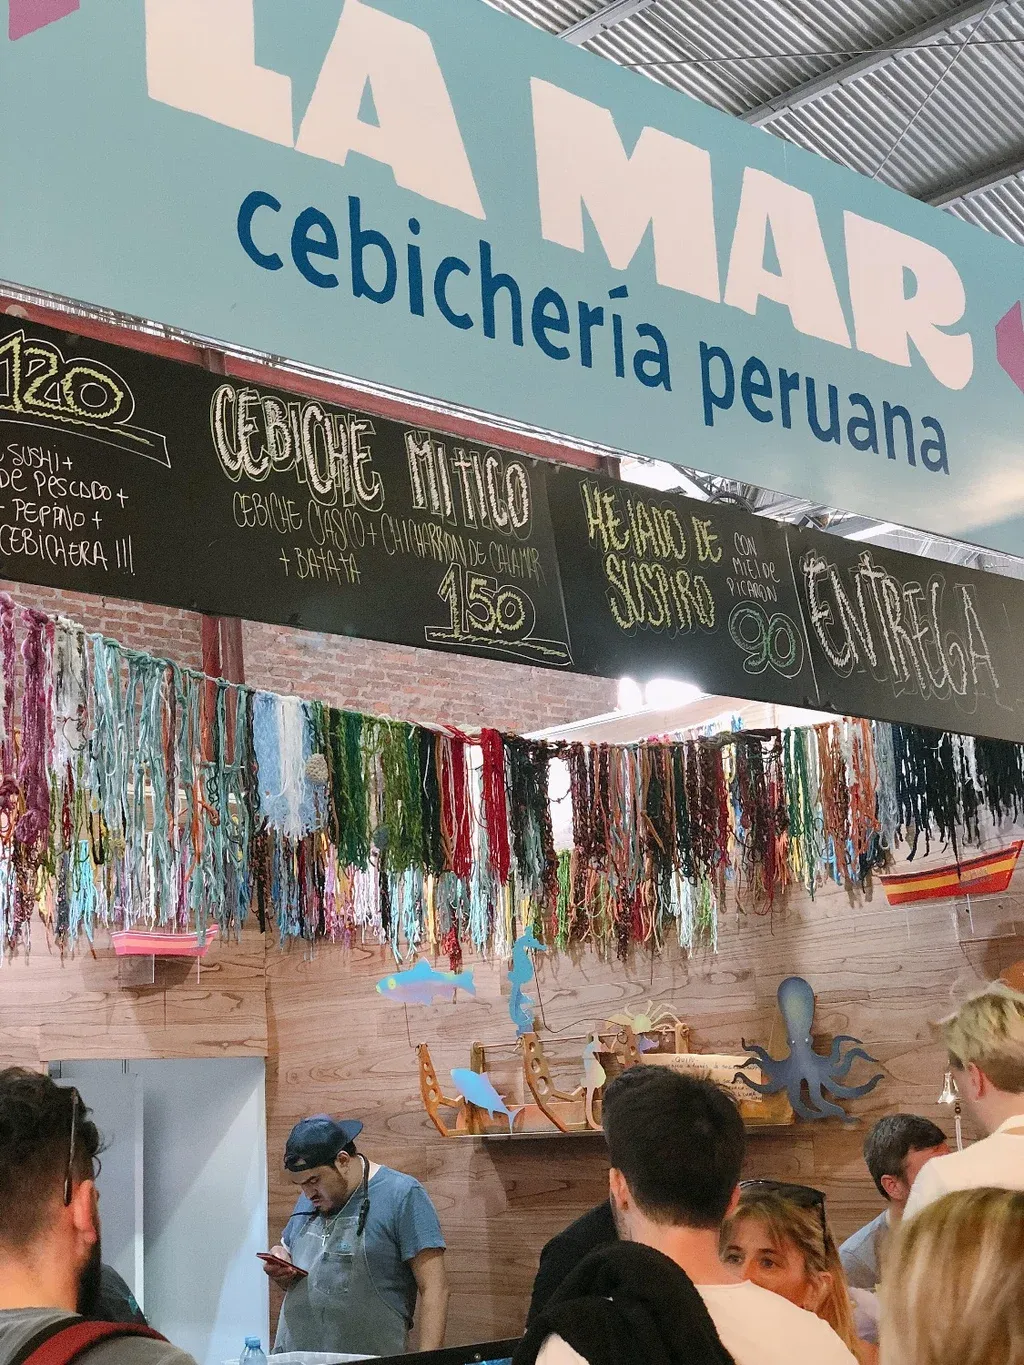 LA MAR
cebichería peruana
120
SUSHI +
DE PESCADO +
- PEPINO +
CEBICHERA !!!
CEBICHE MITICO
CEBICHE CLASCO + CHICHARRON DE CALAMAR
+ BATATA
150
HELADO DE
SUSPIRO
CON
MIEL DE
PICARON
90
ENTREGA